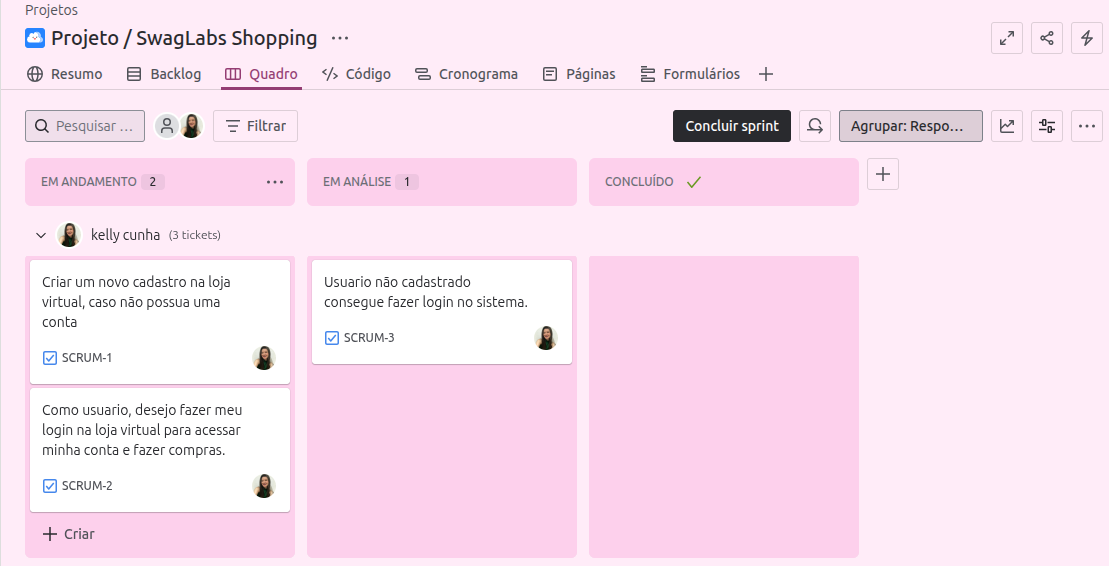 Projetos
Projeto / SwagLabs Shopping
Resumo Backlog Quadro Código Cronograma Páginas Formulários
Pesquisar ... Filtrar Concluir sprint Agrupar: Respo...
EM ANDAMENTO 2 EM ANÁLISE 1 CONCLUÍDO
kelly cunha (3 tickets)
Criar um novo cadastro na loja
virtual, caso não possua uma
conta
SCRUM-1
Como usuario, desejo fazer meu
login na loja virtual para acessar
minha conta e fazer compras.
SCRUM-2
Criar
Usuario não cadastrado
consegue fazer login no sistema.
SCRUM-3